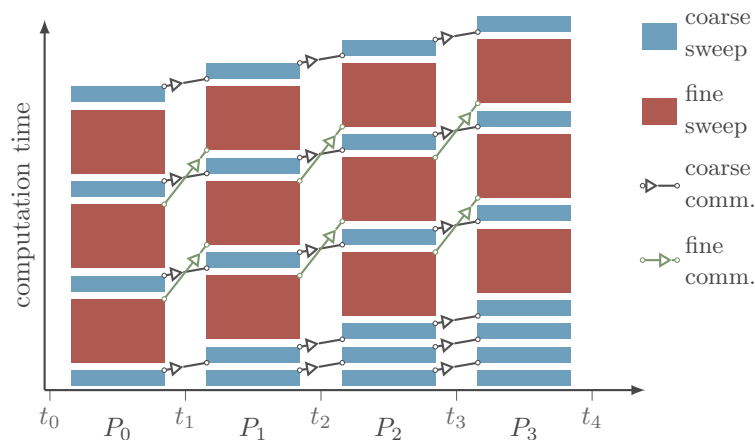 coarse
sweep
fine
sweep
coarse
comm.
fine
comm.
computation time
t₀ t₁ t₂ t₃ t₄
P₀ P₁ P₂ P₃